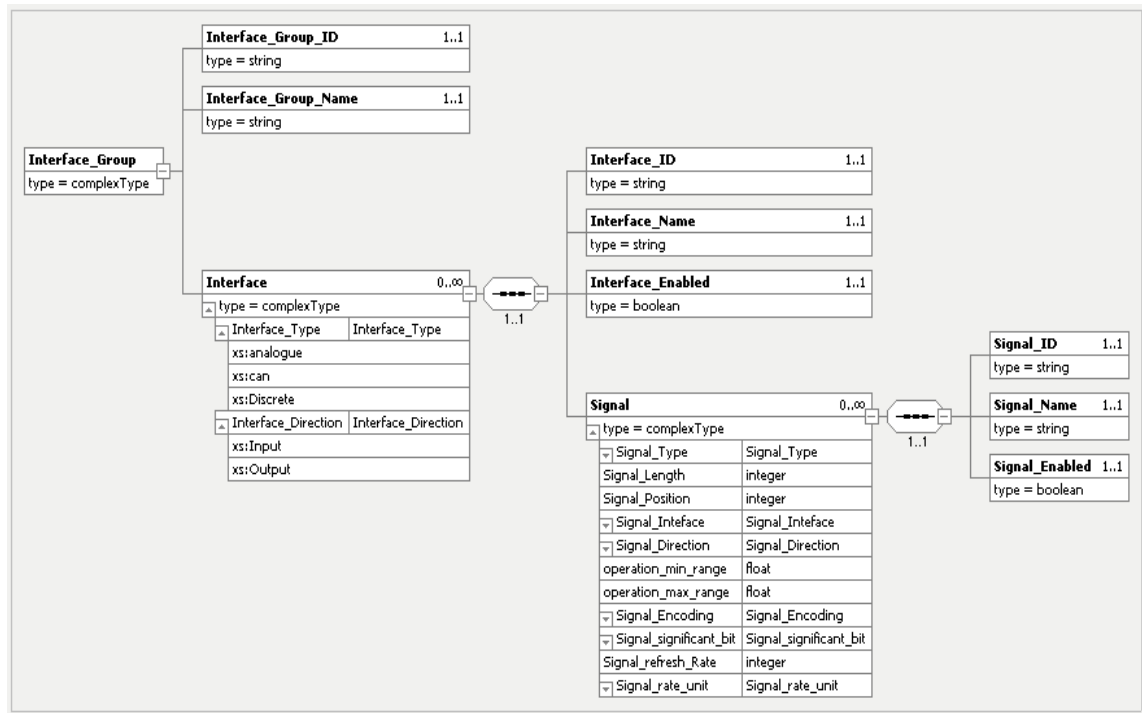 Interface_Group_ID 1..1
type = string
Interface_Group_Name 1..1
type = string
Interface_Group
type = complexType
Interface 0..∞
type = complexType
Interface_Type Interface_Type
xs:analogue
xs:can
xs:Discrete
Interface_Direction Interface_Direction
xs:Input
xs:Output
1..1
Interface_ID 1..1
type = string
Interface_Name 1..1
type = string
Interface_Enabled 1..1
type = boolean
Signal 0..∞
type = complexType
Signal_Type Signal_Type
Signal_Length integer
Signal_Position integer
Signal_Inteface Signal_Inteface
Signal_Direction Signal_Direction
operation_min_range float
operation_max_range float
Signal_Encoding Signal_Encoding
Signal_significant_bit Signal_significant_bit
Signal_refresh_Rate integer
Signal_rate_unit Signal_rate_unit
1..1
Signal_ID 1..1
type = string
Signal_Name 1..1
type = string
Signal_Enabled 1..1
type = boolean